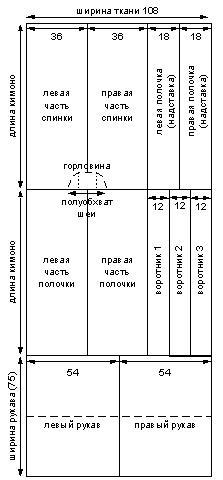 ширина ткани 108
36
36
18
18
длина кимоно
левая
часть
спинки
правая
часть
спинки
левая полочка
(надставка)
правая полочка
(надставка)
горловина
полуобхват
шеи
12
12
12
длина кимоно
левая
часть
полочки
правая
часть
полочки
воротник 1
воротник 2
воротник 3
54
54
ширина рукава (75)
левый рукав
правый рукав